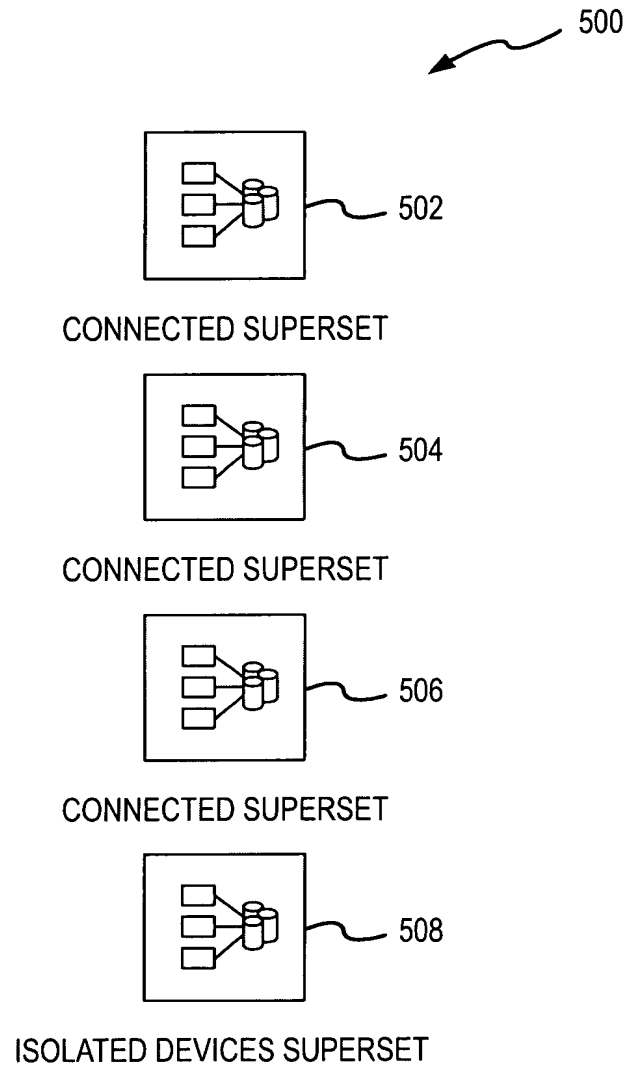 500
502
CONNECTED SUPERSET
504
CONNECTED SUPERSET
506
CONNECTED SUPERSET
508
ISOLATED DEVICES SUPERSET